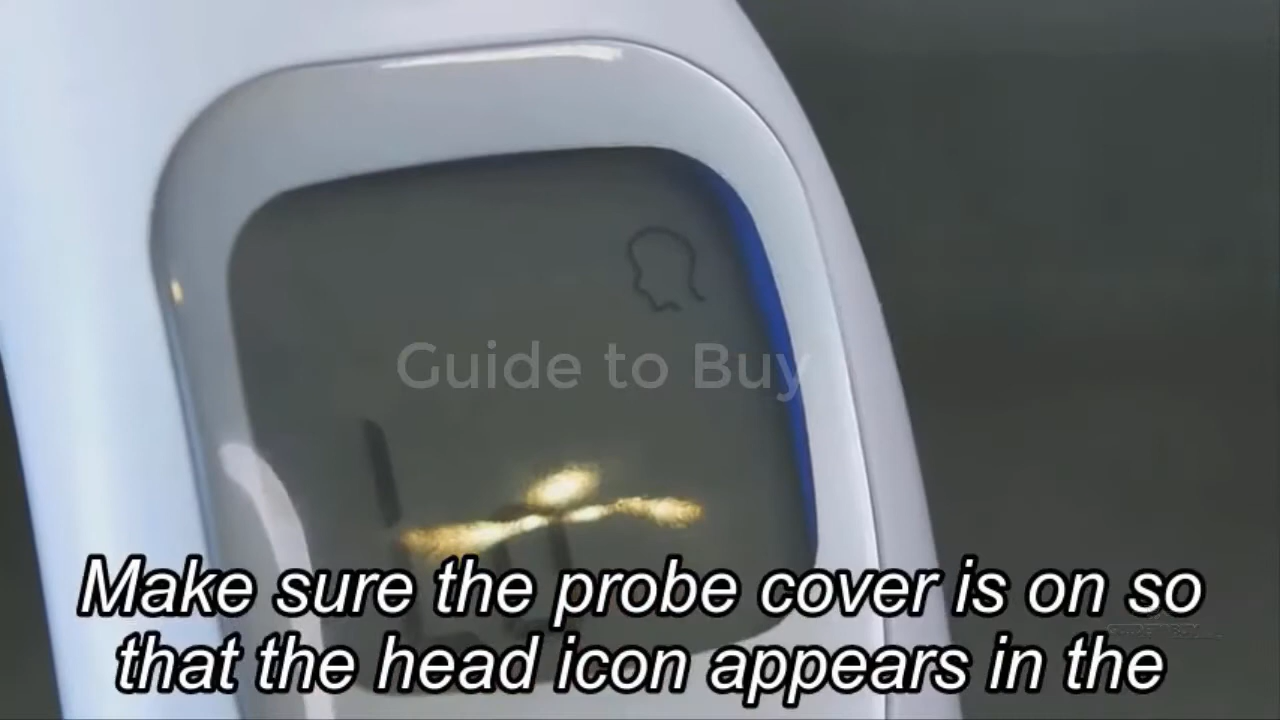 Guide to Buy
Make sure the probe cover is on so
that the head icon appears in the